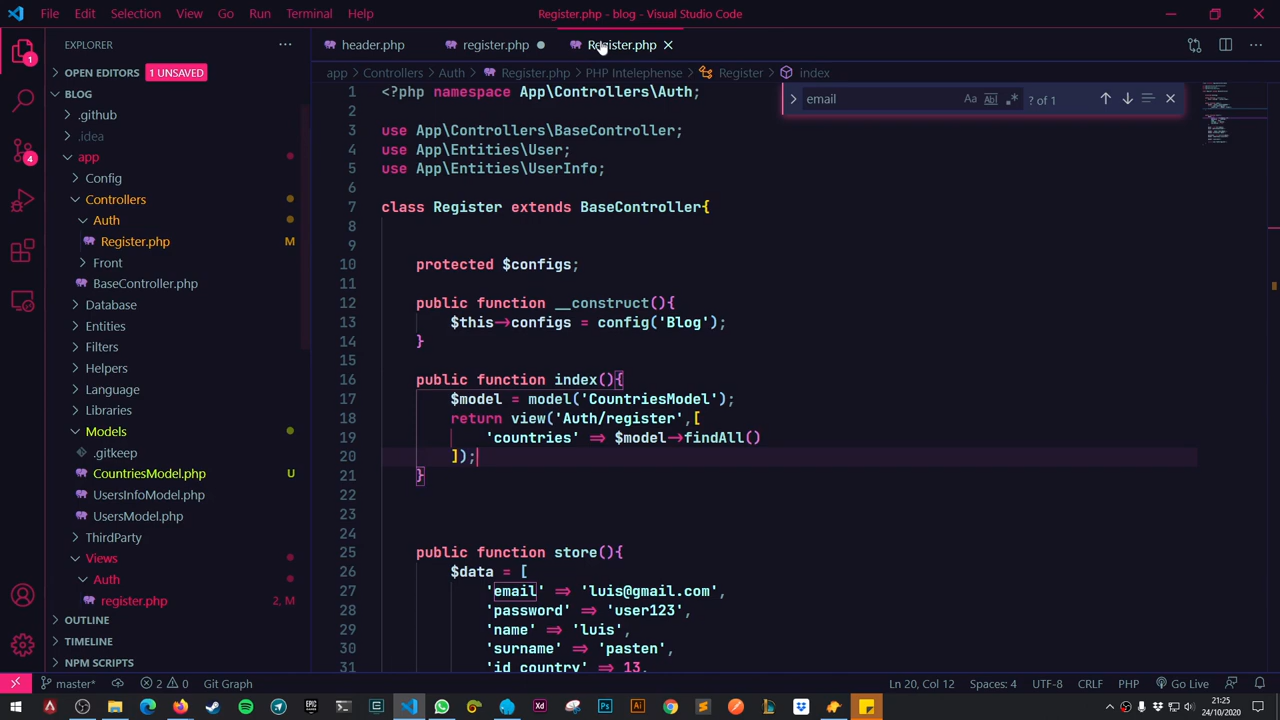 File Edit Selection View Go Run Terminal Help Register.php - blog - Visual Studio Code
EXPLORER
header.php register.php Register.php
OPEN EDITORS 1 UNSAVED
app Controllers Auth Register.php PHP Intelephense Register index
BLOG
.github
.idea
app
Config
Controllers
Auth
Register.php M
Front
BaseController.php
Database
Entities
Filters
Helpers
Language
Libraries
Models
.gitkeep
CountriesModel.php U
UsersInfoModel.php
UsersModel.php
ThirdParty
Views
Auth
register.php 2, M
OUTLINE
TIMELINE
NPM SCRIPTS
email Aa Abl .* ? of 1
1 <?php namespace App\Controllers\Auth;
2
3 use App\Controllers\BaseController;
4 use App\Entities\User;
5 use App\Entities\UserInfo;
6
7 class Register extends BaseController{
8
9
10 protected $configs;
11
12 public function __construct(){
13 $this->configs = config('Blog');
14 }
15
16 public function index(){
17 $model = model('CountriesModel');
18 return view('Auth/register',[
19 'countries' => $model->findAll()
20 ]);
21 }
22
23
24
25 public function store(){
26 $data = [
27 'email' => 'luis@gmail.com',
28 'password' => 'user123',
29 'name' => 'luis',
30 'surname' => 'pasten',
31 'id_country' => 13,
master* 2 0 Git Graph Ln 20, Col 12 Spaces: 4 UTF-8 CRLF PHP Go Live
21:25
24/10/2020